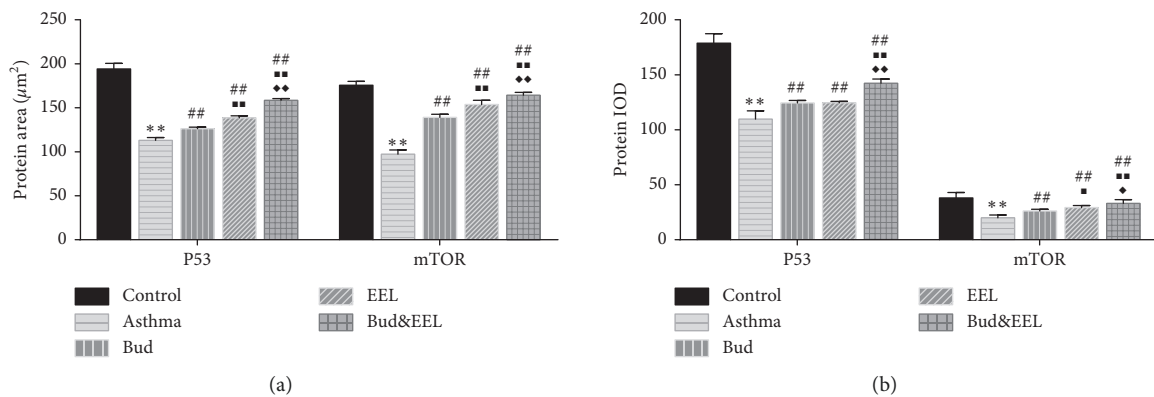 250
200
150
100
50
0
Protein area (μm²)
**
##
##
■■
##
■■
◆◆
**
##
##
■■
##
■■
◆◆
P53
mTOR
Control
Asthma
Bud
EEL
Bud&EEL
(a)
200
150
100
50
0
Protein IOD
**
##
##
##
■■
◆◆
**
##
##
■
##
■■
◆
P53
mTOR
Control
Asthma
Bud
EEL
Bud&EEL
(b)